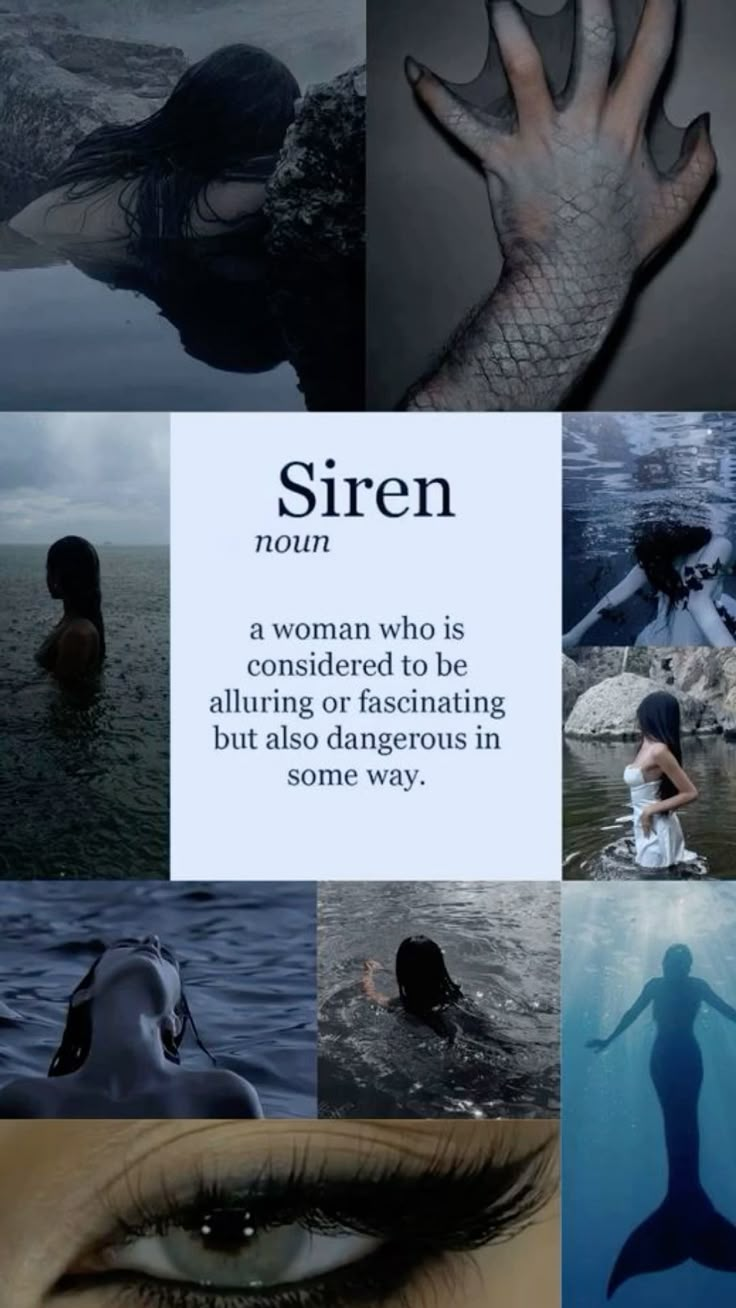 Siren
noun
a woman who is
considered to be
alluring or fascinating
but also dangerous in
some way.